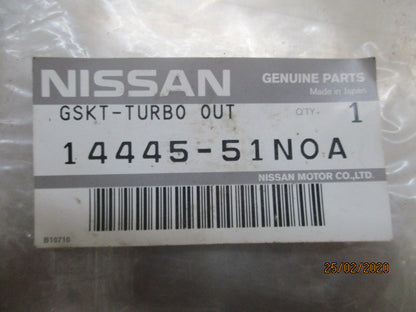 NISSAN
GENUINE PARTS
Made in Japan
GSKT-TURBO OUT QTY. 1
14445-51N0A
NISSAN MOTOR CO.,LTD.
B10710
25/02/2020